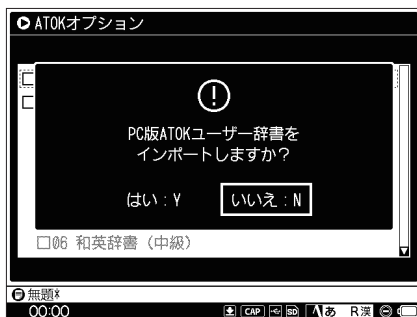 ATOKオプション
PC版ATOKユーザー辞書を
インポートしますか？
はい：Y
いいえ：N
□06 和英辞書（中級）
無題*
00:00
CAP
SD
あ
R漢